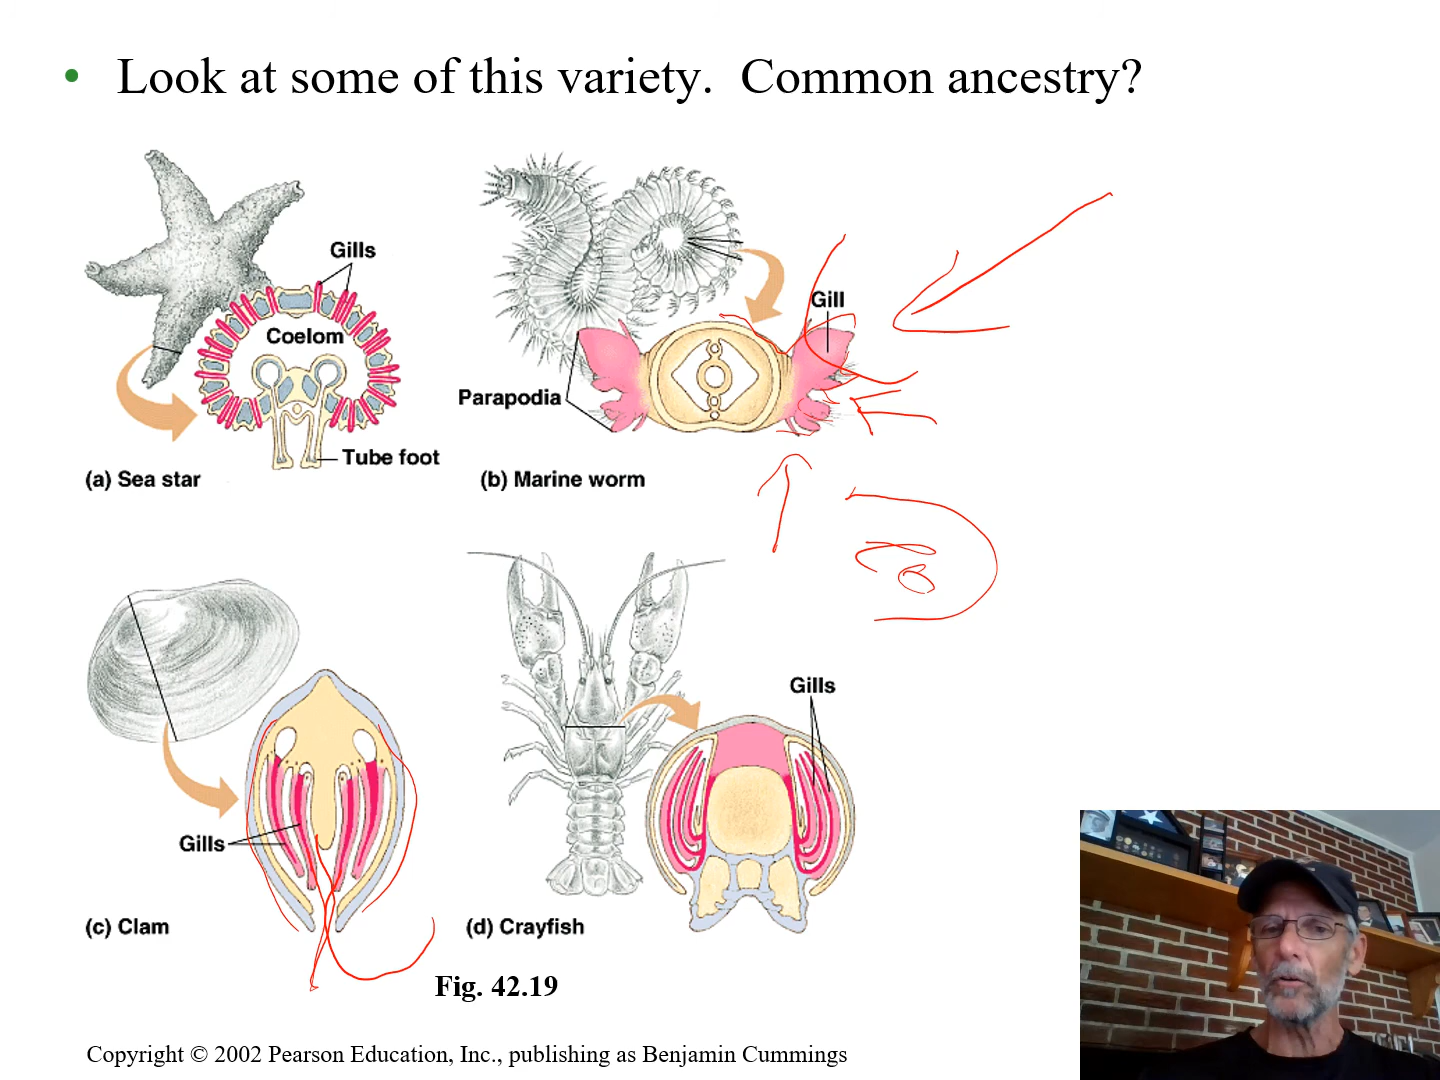 • Look at some of this variety.  Common ancestry?
Gills
Coelom
Tube foot
(a) Sea star
Gill
Parapodia
(b) Marine worm
Gills
(c) Clam
Gills
(d) Crayfish
Fig. 42.19
Copyright © 2002 Pearson Education, Inc., publishing as Benjamin Cummings